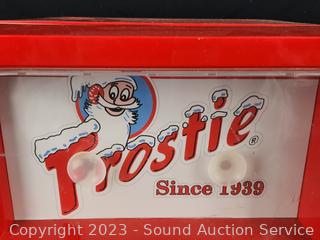 Frostie®
Since 1939
Copyright 2023 - Sound Auction Service